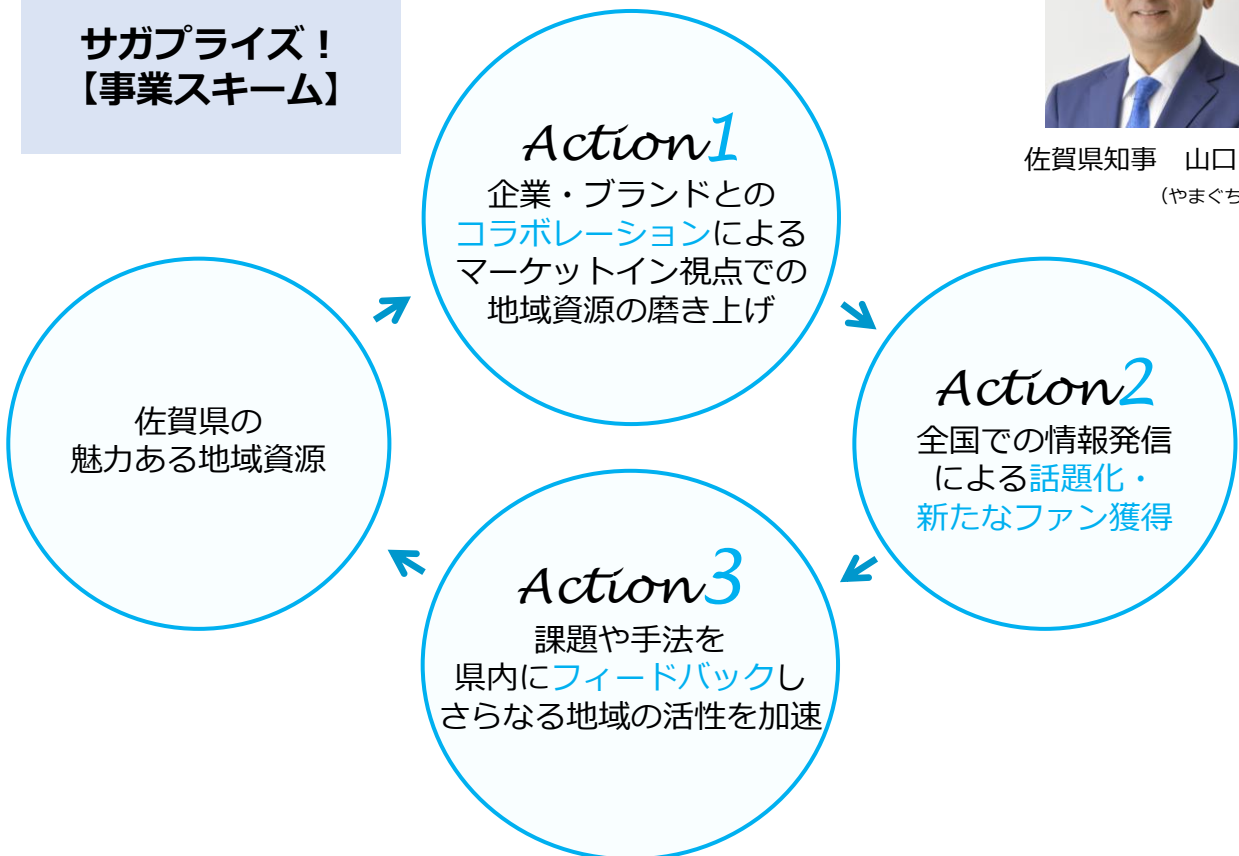 サガプライズ！
【事業スキーム】
佐賀県知事　山口
（やまぐち
Action1
企業・ブランドとの
コラボレーションによる
マーケットイン視点での
地域資源の磨き上げ
佐賀県の
魅力ある地域資源
Action2
全国での情報発信
による話題化・
新たなファン獲得
Action3
課題や手法を
県内にフィードバックし
さらなる地域の活性を加速